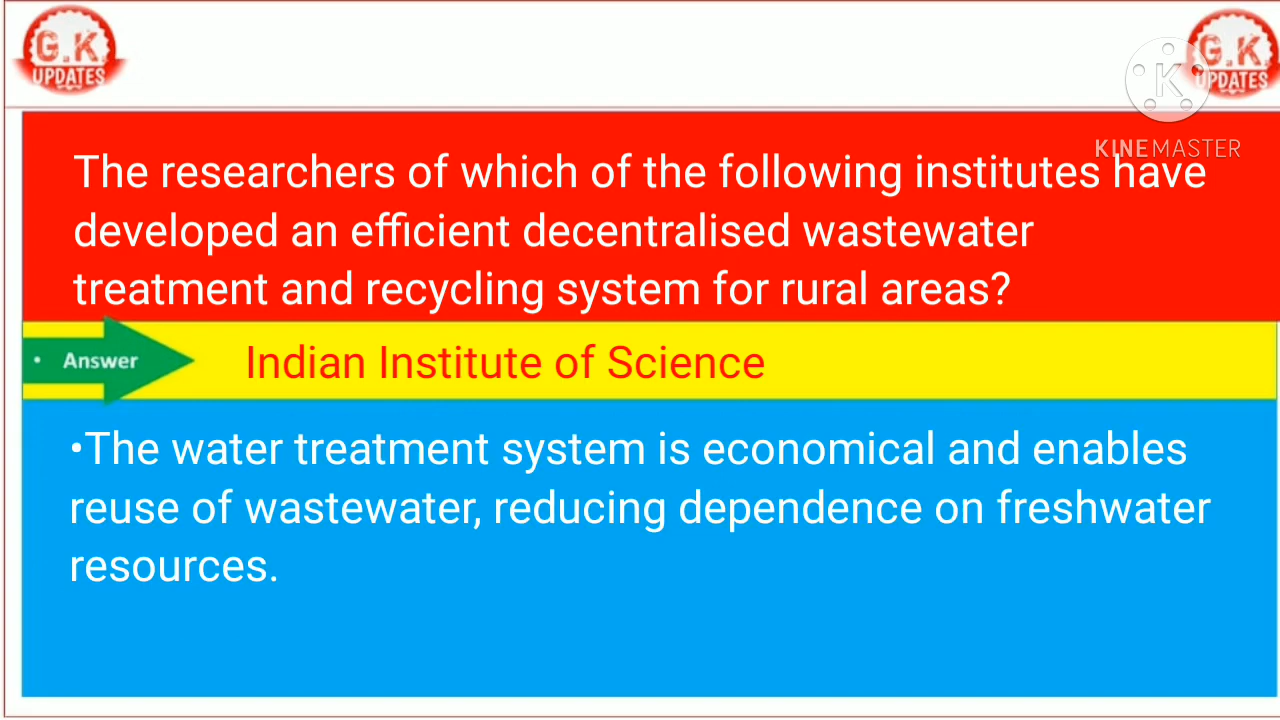 G.K.
UPDATES
G.K.
UPDATES
K
KINEMASTER
The researchers of which of the following institutes have
developed an efficient decentralised wastewater
treatment and recycling system for rural areas?
• Answer
Indian Institute of Science
•The water treatment system is economical and enables
reuse of wastewater, reducing dependence on freshwater
resources.